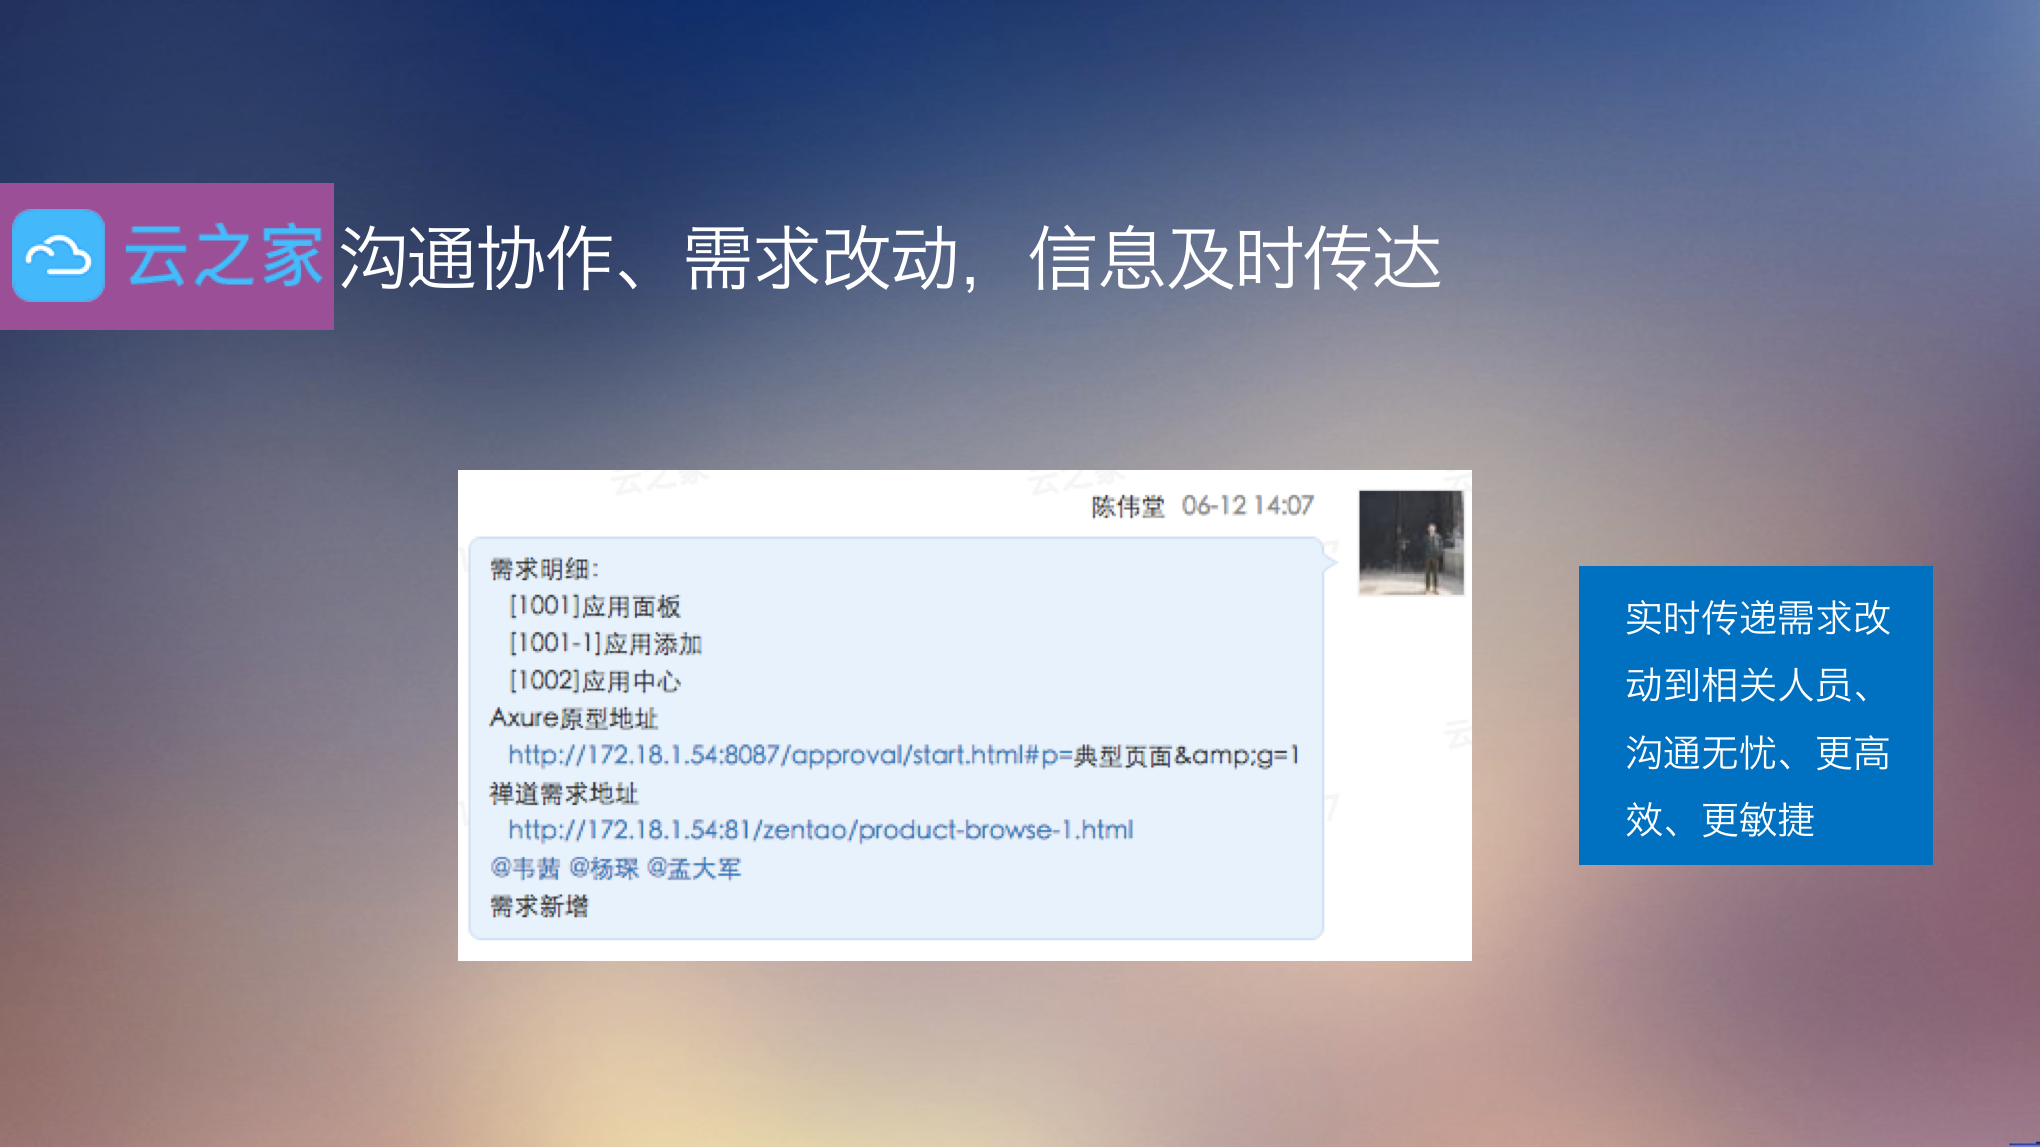 云之家 沟通协作、需求改动，信息及时传达
陈伟堂 06-12 14:07
需求明细：
[1001]应用面板
[1001-1]应用添加
[1002]应用中心
Axure原型地址
http://172.18.1.54:8087/approval/start.html#p=典型页面&amp;g=1
禅道需求地址
http://172.18.1.54:81/zentao/product-browse-1.html
@韦茜 @杨琛 @孟大军
需求新增
实时传递需求改
动到相关人员、
沟通无忧、更高
效、更敏捷